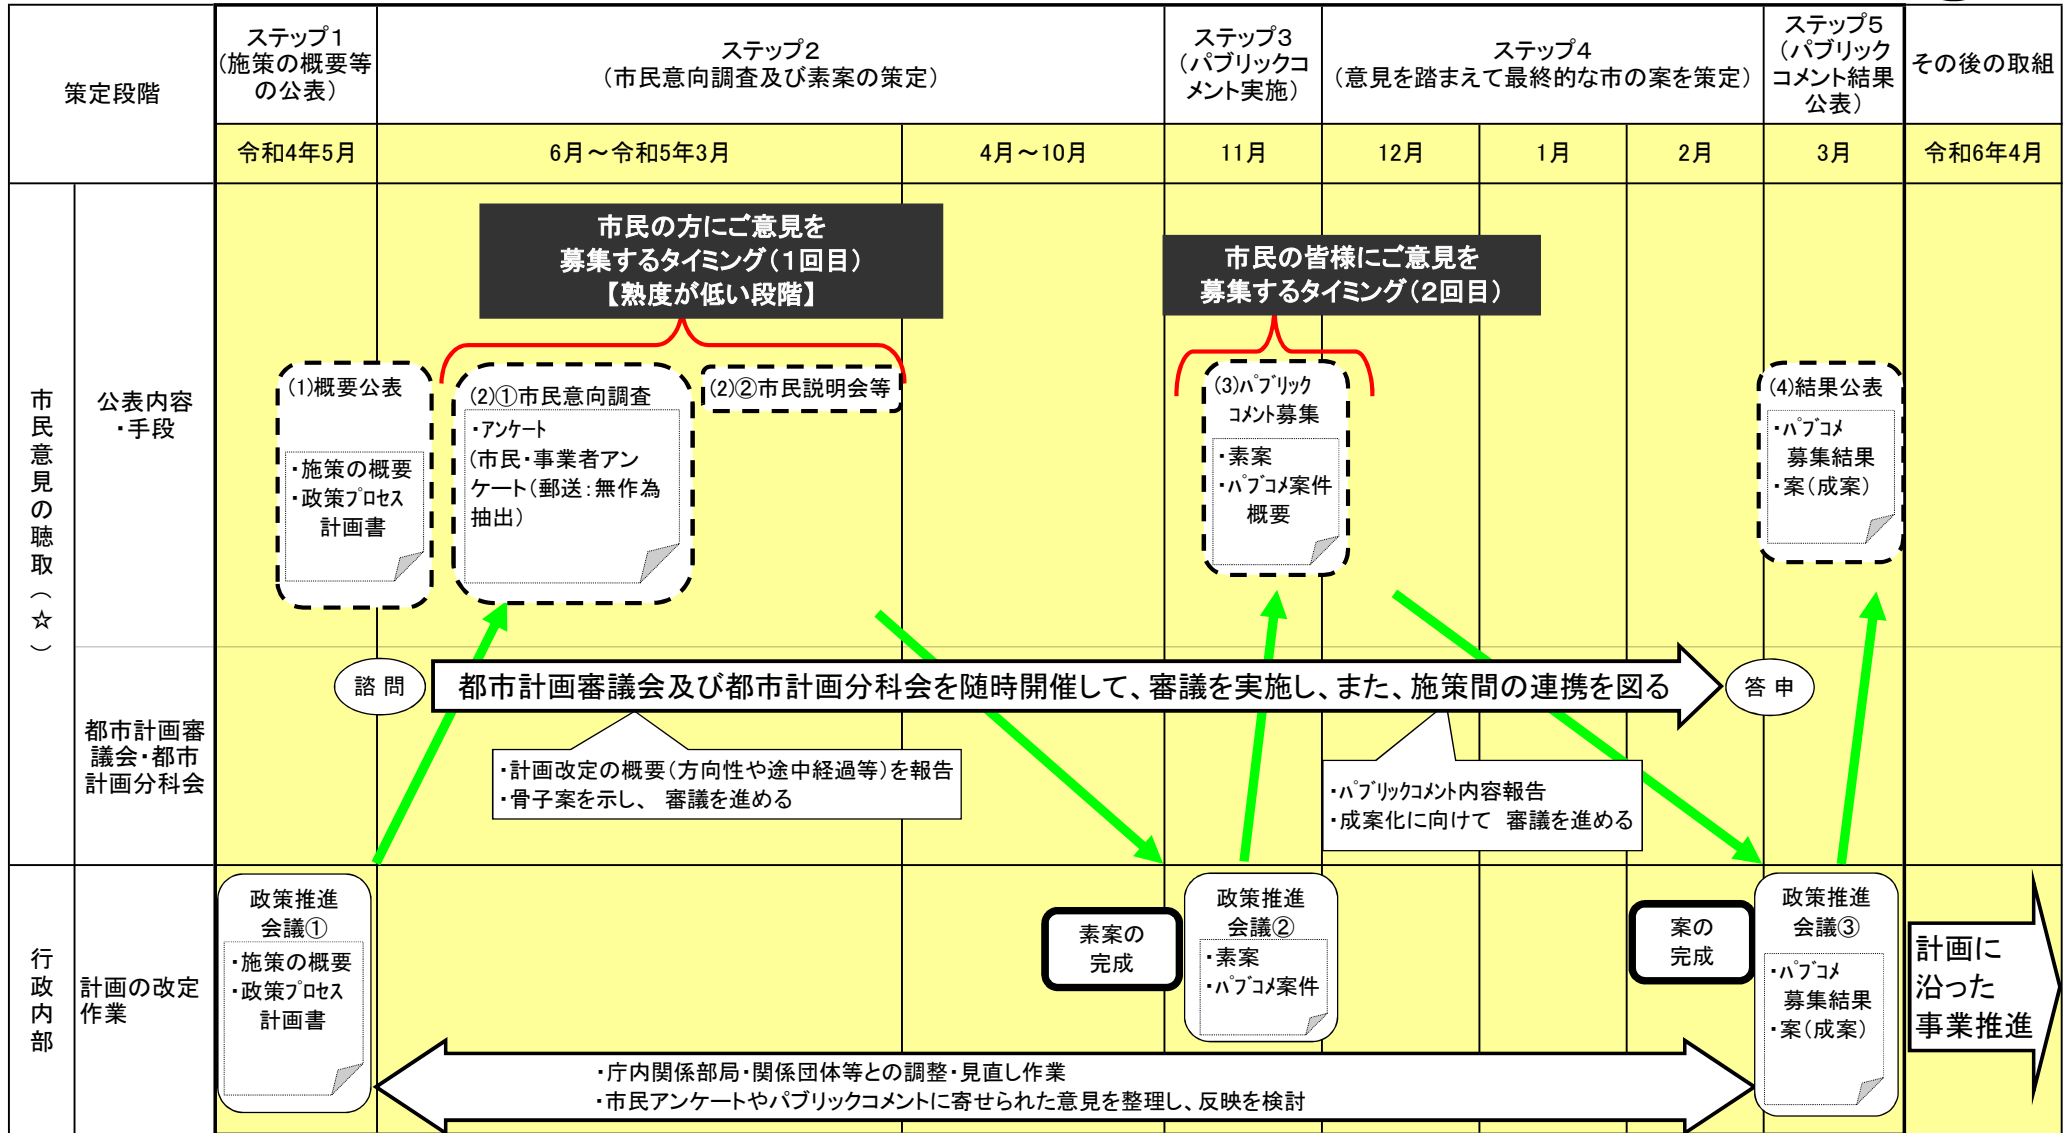 策定段階
ステップ1
(施策の概要等
の公表)
ステップ2
(市民意向調査及び素案の策定)
ステップ3
(パブリックコ
メント実施)
ステップ4
(意見を踏まえて最終的な市の案を策定)
ステップ5
(パブリック
コメント結果
公表)
その後の取組
令和4年5月
6月～令和5年3月
4月～10月
11月
12月
1月
2月
3月
令和6年4月
市民意見の聴取(☆)
公表内容
・手段
市民の方にご意見を
募集するタイミング(1回目)
【熟度が低い段階】
市民の皆様にご意見を
募集するタイミング(2回目)
(1)概要公表
・施策の概要
・政策ﾌﾟﾛｾｽ
計画書
(2)①市民意向調査
・アンケート
(市民・事業者アン
ケート(郵送:無作為
抽出)
(2)②市民説明会等
(3)ﾊﾟﾌﾞﾘｯｸ
ｺﾒﾝﾄ募集
・素案
・ﾊﾟﾌﾞｺﾒ案件
概要
(4)結果公表
・ﾊﾟﾌﾞｺﾒ
募集結果
・案(成案)
都市計画審
議会・都市
計画分科会
諮問
都市計画審議会及び都市計画分科会を随時開催して、審議を実施し、また、施策間の連携を図る
答申
・計画改定の概要(方向性や途中経過等)を報告
・骨子案を示し、 審議を進める
・ﾊﾟﾌﾞﾘｯｸｺﾒﾝﾄ内容報告
・成案化に向けて 審議を進める
行政内部
計画の改定
作業
政策推進
会議①
・施策の概要
・政策ﾌﾟﾛｾｽ
計画書
素案の
完成
政策推進
会議②
・素案
・ﾊﾟﾌﾞｺﾒ案件
案の
完成
政策推進
会議③
・ﾊﾟﾌﾞｺﾒ
募集結果
・案(成案)
計画に
沿った
事業推進
・庁内関係部局・関係団体等との調整・見直し作業
・市民アンケートやパブリックコメントに寄せられた意見を整理し、反映を検討